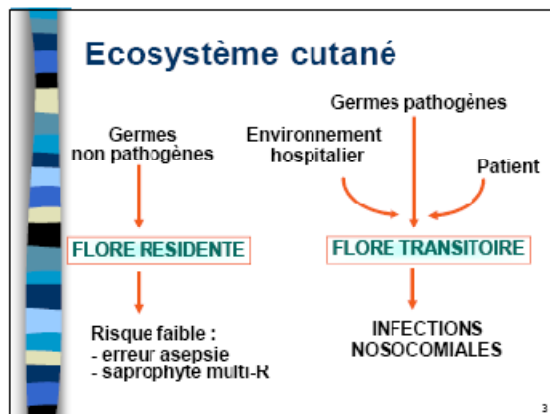 Ecosystème cutané
Germes
non pathogènes
FLORE RESIDENTE
Risque faible :
- erreur asepsie
- saprophyte multi-R
Germes pathogènes
Environnement
hospitalier
Patient
FLORE TRANSITOIRE
INFECTIONS
NOSOCOMIALES
3